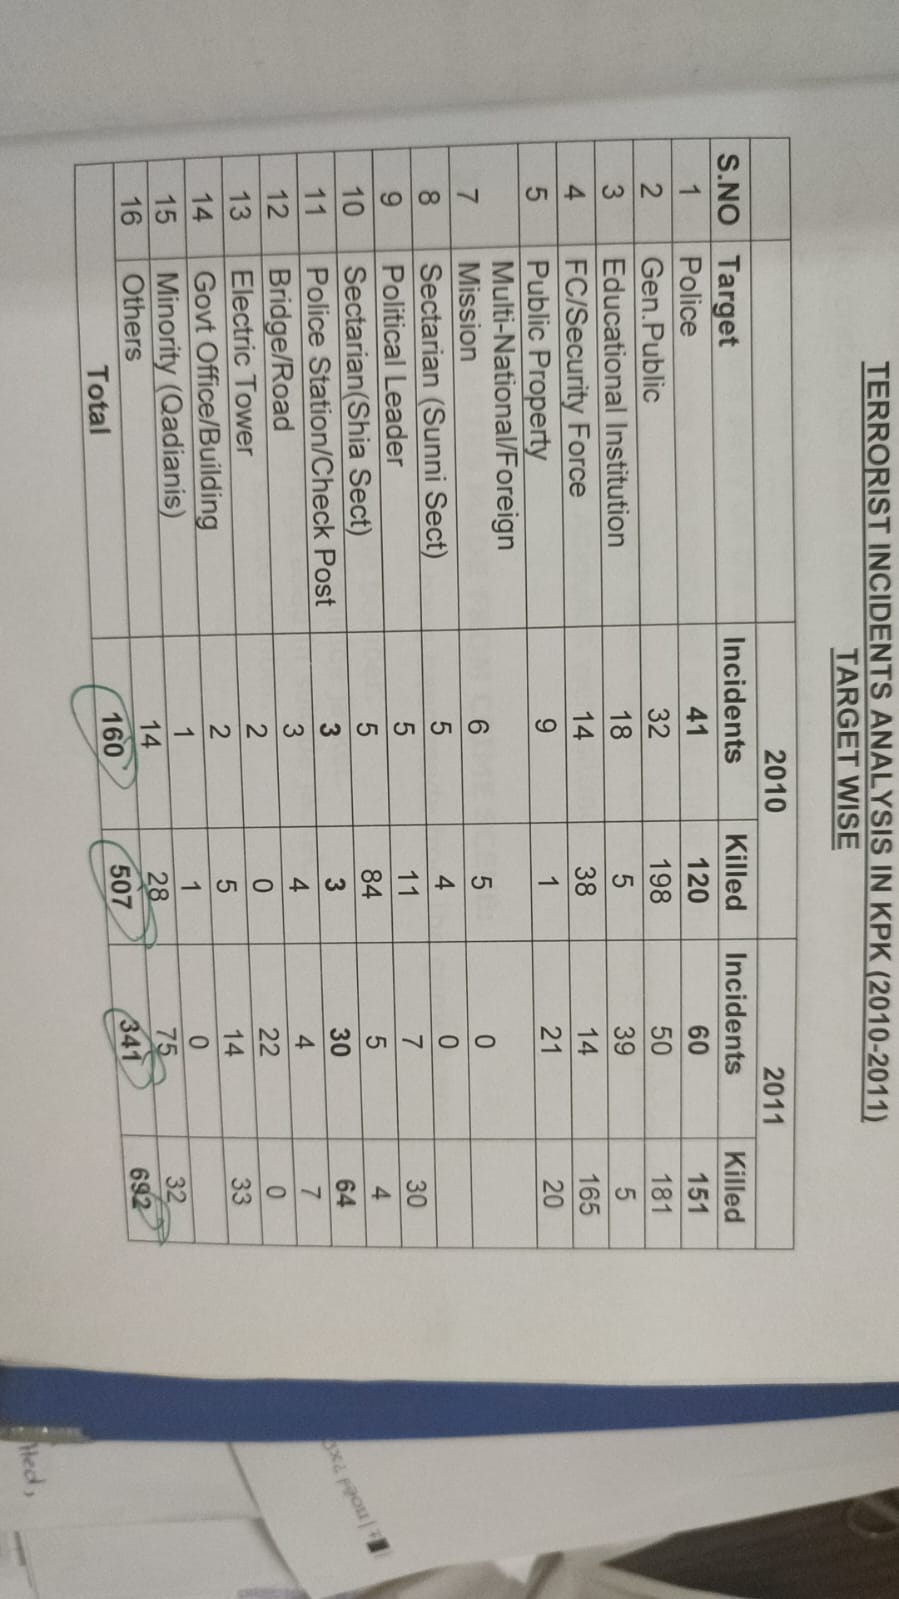 TERRORIST INCIDENTS ANALYSIS IN KPK (2010-2011)
TARGET WISE
2010 2011
S.NO Target Incidents Killed Incidents Killed
1 Police 41 120 60 151
2 Gen.Public 32 198 50 181
3 Educational Institution 18 5 39 5
4 FC/Security Force 14 38 14 165
5 Public Property 9 1 21 20
Multi-National/Foreign
7 Mission 6 5 0
8 Sectarian (Sunni Sect) 5 4 0
9 Political Leader 5 11 7 30
10 Sectarian(Shia Sect) 5 84 5 4
11 Police Station/Check Post 3 3 30 64
12 Bridge/Road 3 4 4 7
13 Electric Tower 2 0 22 0
14 Govt Office/Building 2 5 14 33
15 Minority (Qadianis) 1 1 0
16 Others 14 28 75 32
Total 160 507 341 692